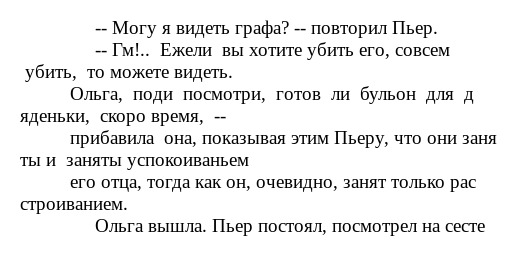 -- Могу я видеть графа? -- повторил Пьер.
-- Гм!.. Ежели вы хотите убить его, совсем
убить, то можете видеть.
Ольга, поди посмотри, готов ли бульон для д
яденьки, скоро время, --
прибавила она, показывая этим Пьеру, что они заня
ты и заняты успокоиваньем
его отца, тогда как он, очевидно, занят только рас
строиванием.
Ольга вышла. Пьер постоял, посмотрел на сесте